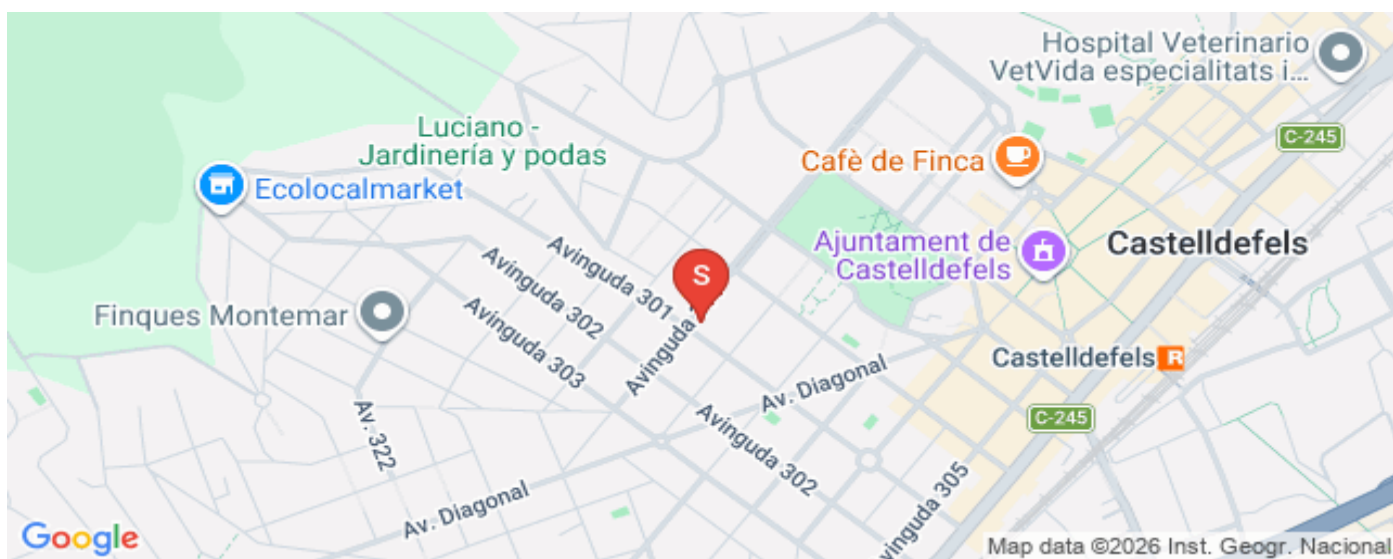 Hospital Veterinario
VetVida especialitats i...
C-245
Luciano -
Jardinería y podas
Cafè de Finca
Ecolocalmarket
Ajuntament de
Castelldefels
Castelldefels
Avinguda 301
S
Avinguda 302
Finques Montemar
Avinguda
Avinguda 303
Castelldefels
R
Av. Diagonal
Av. 322
Avinguda 302
C-245
Avinguda 305
Av. Diagonal
Avinguda
Google
Map data ©2026 Inst. Geogr. Nacional